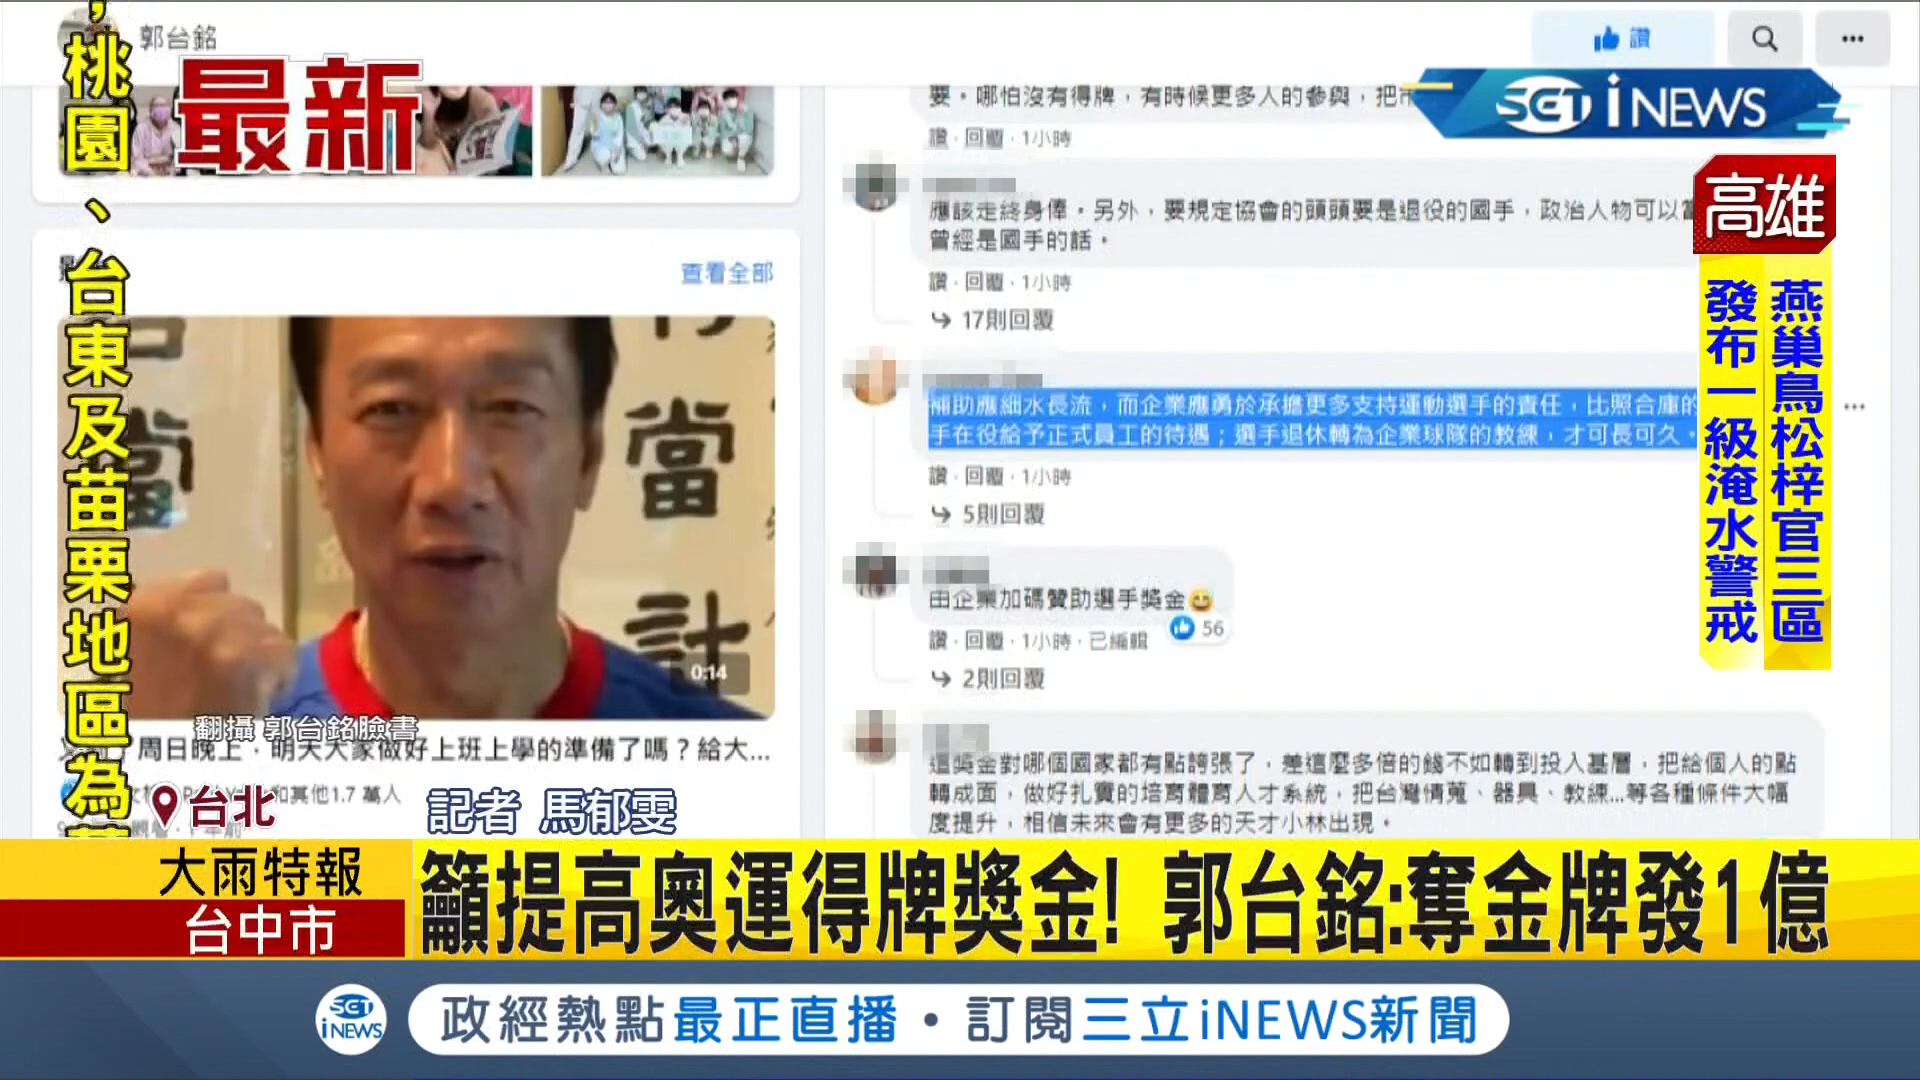 郭台銘
讚
最新
桃園、台東及苗栗地區為
要。哪怕沒有得牌，有時候更多人的參與，把
讚·回覆·1小時
SET iNEWS
應該走終身俸。另外，要規定協會的頭頭要是退役的國手，政治人物可以
曾經是國手的話。
讚·回覆·1小時
17則回覆
高雄
燕巢鳥松梓官三區
發布一級淹水警戒
查看全部
補助應細水長流，而企業應勇於承擔更多支持運動選手的責任，比照合庫的
手在役給予正式員工的待遇；選手退休轉為企業球隊的教練，才可長可久。
讚·回覆·1小時
5則回覆
由企業加碼贊助選手獎金😄
56
讚·回覆·1小時·已編輯
2則回覆
這獎金對哪個國家都有點誇張了，差這麼多倍的錢不如轉到投入基層，把給個人的點
轉成面，做好扎實的培育體育人才系統，把台灣情蒐、器具、教練...等各種條件大幅
度提升，相信未來會有更多的天才小林出現。
當
計
當
0:14
翻攝 郭台銘臉書
周日晚上，明天大家做好上班上學的準備了嗎？給大...
和其他1.7 萬人
台北
記者 馬郁雯
大雨特報
台中市
籲提高奧運得牌獎金! 郭台銘:奪金牌發1億
SET iNEWS
政經熱點最正直播·訂閱三立iNEWS新聞